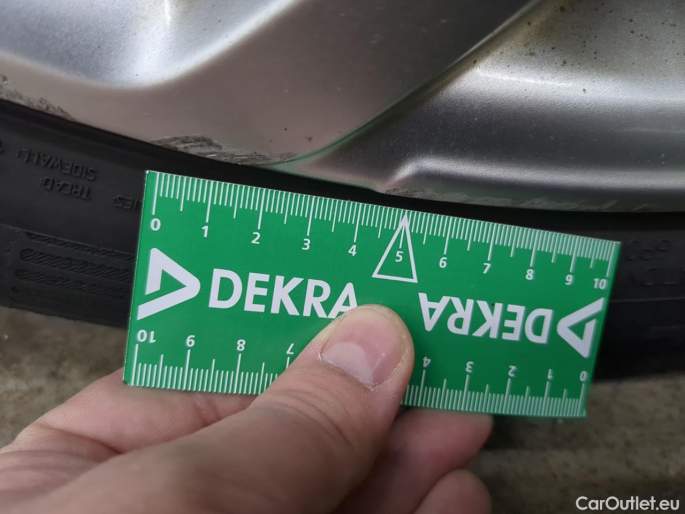 TREAD
SIDEWALL:
0 1 2 3 4 5 6 7 8 9 10
DEKRA DEKRA
10 9 8 7 4 3 2 1 0
CarOutlet.eu